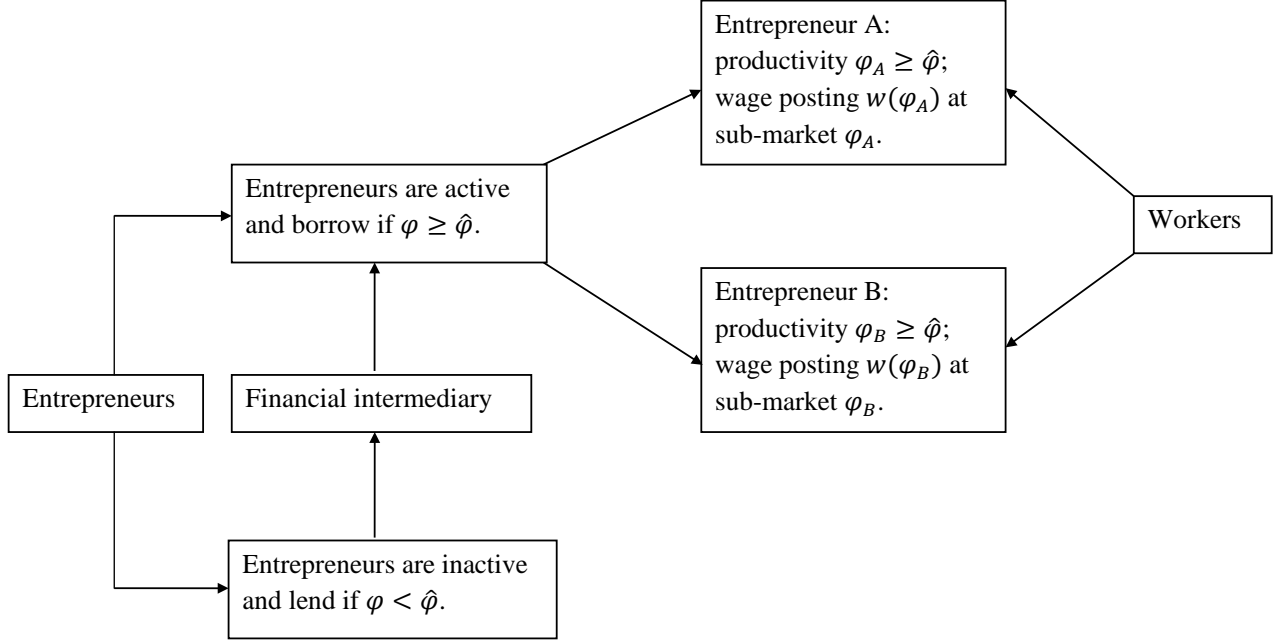 Entrepreneur A:
productivity φ_A ≥ φ̂;
wage posting w(φ_A) at
sub-market φ_A.
Entrepreneurs are active
and borrow if φ ≥ φ̂.
Workers
Entrepreneur B:
productivity φ_B ≥ φ̂;
wage posting w(φ_B) at
sub-market φ_B.
Entrepreneurs
Financial intermediary
Entrepreneurs are inactive
and lend if φ < φ̂.